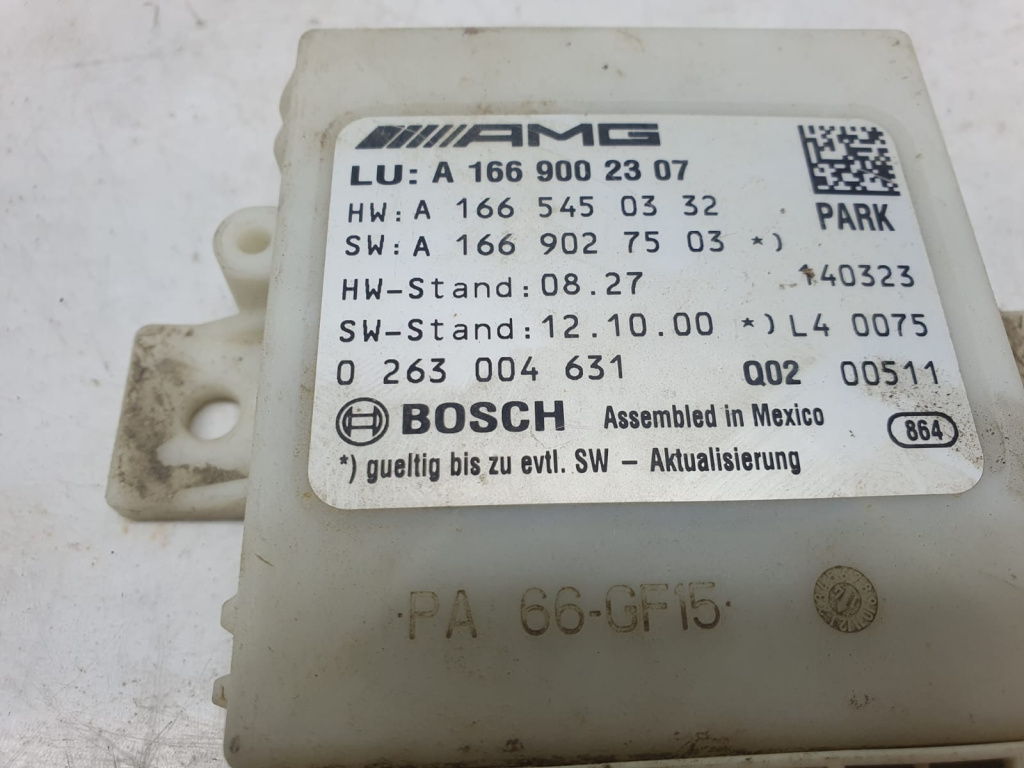 AMG
LU: A 166 900 23 07
HW: A 166 545 03 32
PARK
SW: A 166 902 75 03 *)
HW-Stand: 08.27 140323
SW-Stand: 12.10.00 *) L4 0075
0 263 004 631 Q02 00511
BOSCH Assembled in Mexico 864
*) gueltig bis zu evtl. SW - Aktualisierung
·PA 66-GF15·